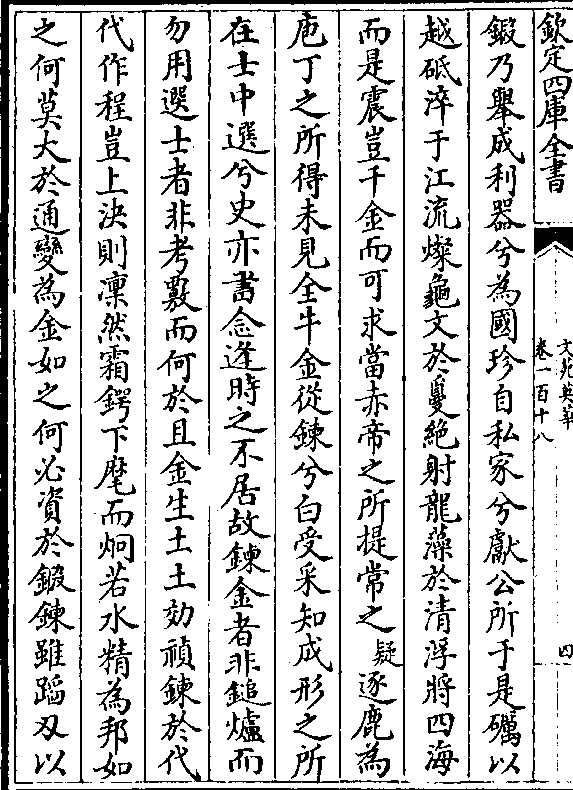 欽定四庫全書
文苑英華
卷一百十八
四
鍜乃舉成利器兮為國珍自私家兮獻公所于是礪以
越砥淬于江流燦龜文於敻絶射龍藻於清浮將四海
而是震豈千金而可求當赤帝之所提常之疑逐鹿為
庖丁之所得未見全牛金從鍊兮白受采知成形之所
在士中選兮史亦書念逢時之不居故鍊金者非鎚爐而
勿用選士者非考覈而何於且金生土土効禎鍊於代
代作程豈上決則凜然霜鍔下麾而炯若水精為邦如
之何莫大於通變為金如之何必資於鍜鍊雖蹈刄以